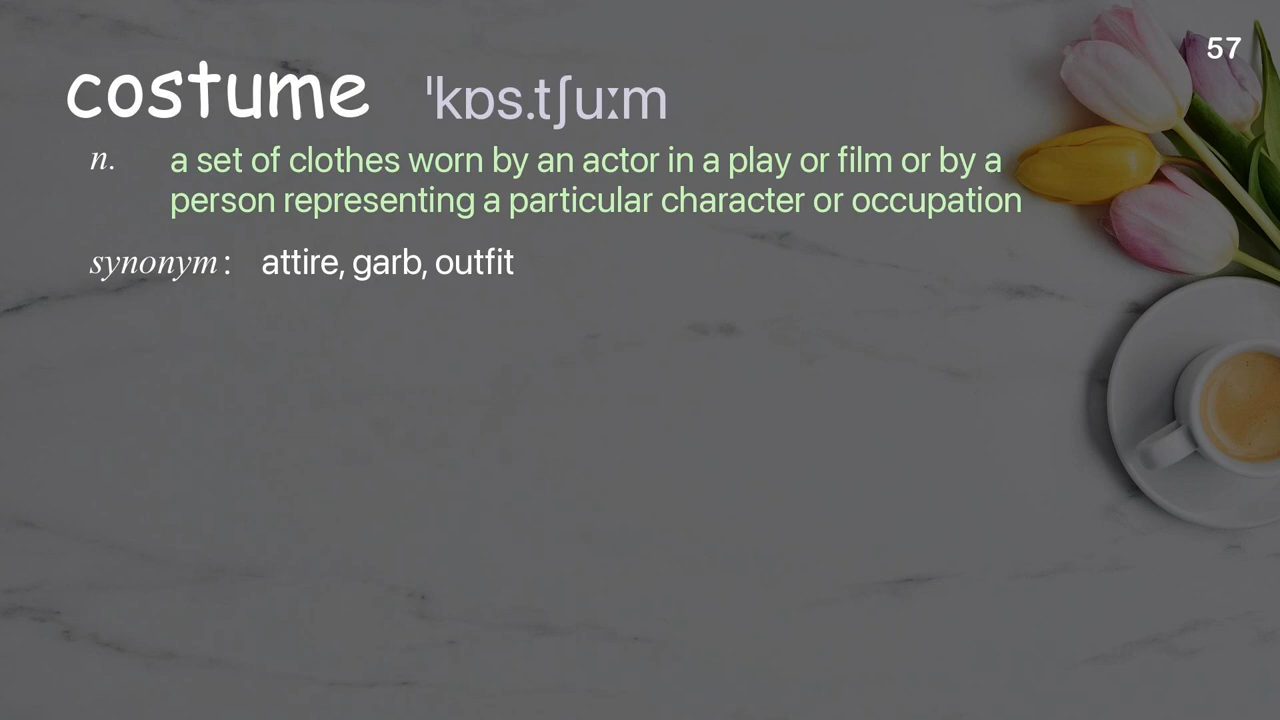 57
costume ˈkɒs.tʃuːm
n. a set of clothes worn by an actor in a play or film or by a
person representing a particular character or occupation
synonym : attire, garb, outfit